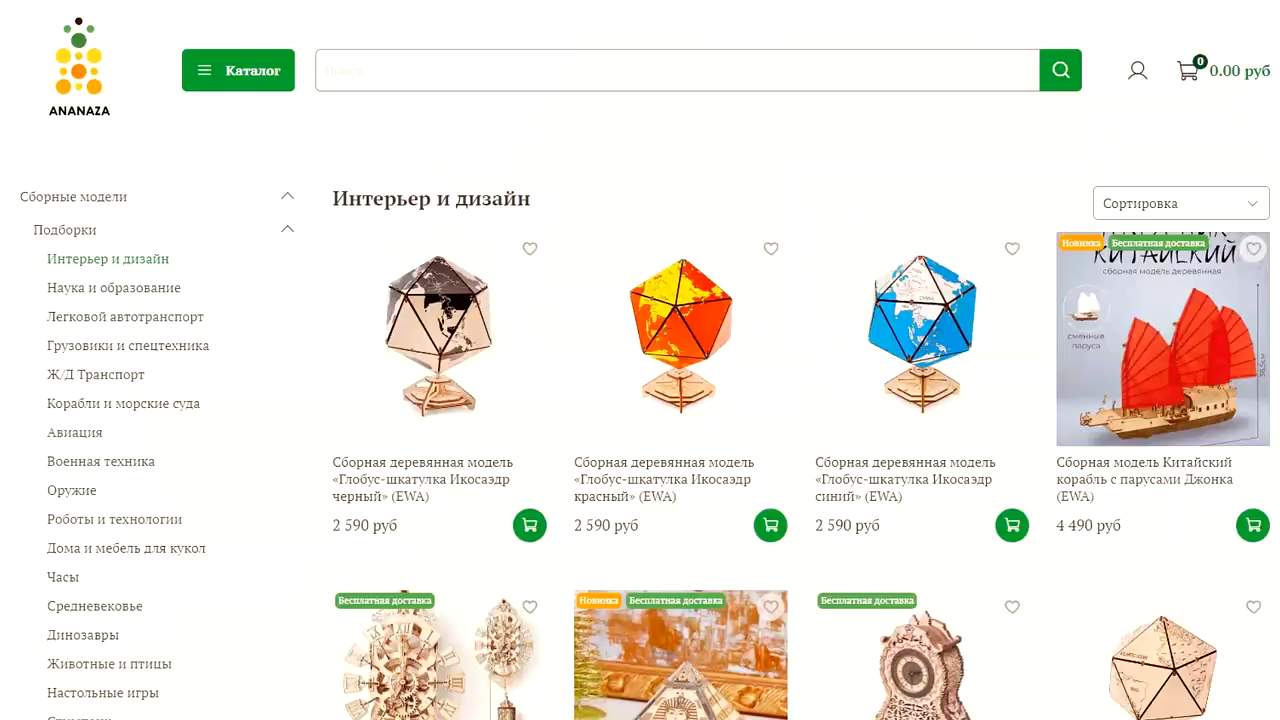 ANANAZA
Каталог
Поиск
0
0.00 руб
Сборные модели
Подборки
Интерьер и дизайн
Наука и образование
Легковой автотранспорт
Грузовики и спецтехника
Ж/Д Транспорт
Корабли и морские суда
Авиация
Военная техника
Оружие
Роботы и технологии
Дома и мебель для кукол
Часы
Средневековье
Динозавры
Животные и птицы
Настольные игры
Интерьер и дизайн
Сортировка
Новинка
Бесплатная доставка
КИТАЙСКИЙ
сборная модель деревянная
сменные
паруса
38,5см
Сборная деревянная модель
«Глобус-шкатулка Икосаэдр
черный» (EWA)
2 590 руб
Сборная деревянная модель
«Глобус-шкатулка Икосаэдр
красный» (EWA)
2 590 руб
Сборная деревянная модель
«Глобус-шкатулка Икосаэдр
синий» (EWA)
2 590 руб
Сборная модель Китайский
корабль с парусами Джонка
(EWA)
4 490 руб
Бесплатная доставка
Новинка
Бесплатная доставка
Бесплатная доставка